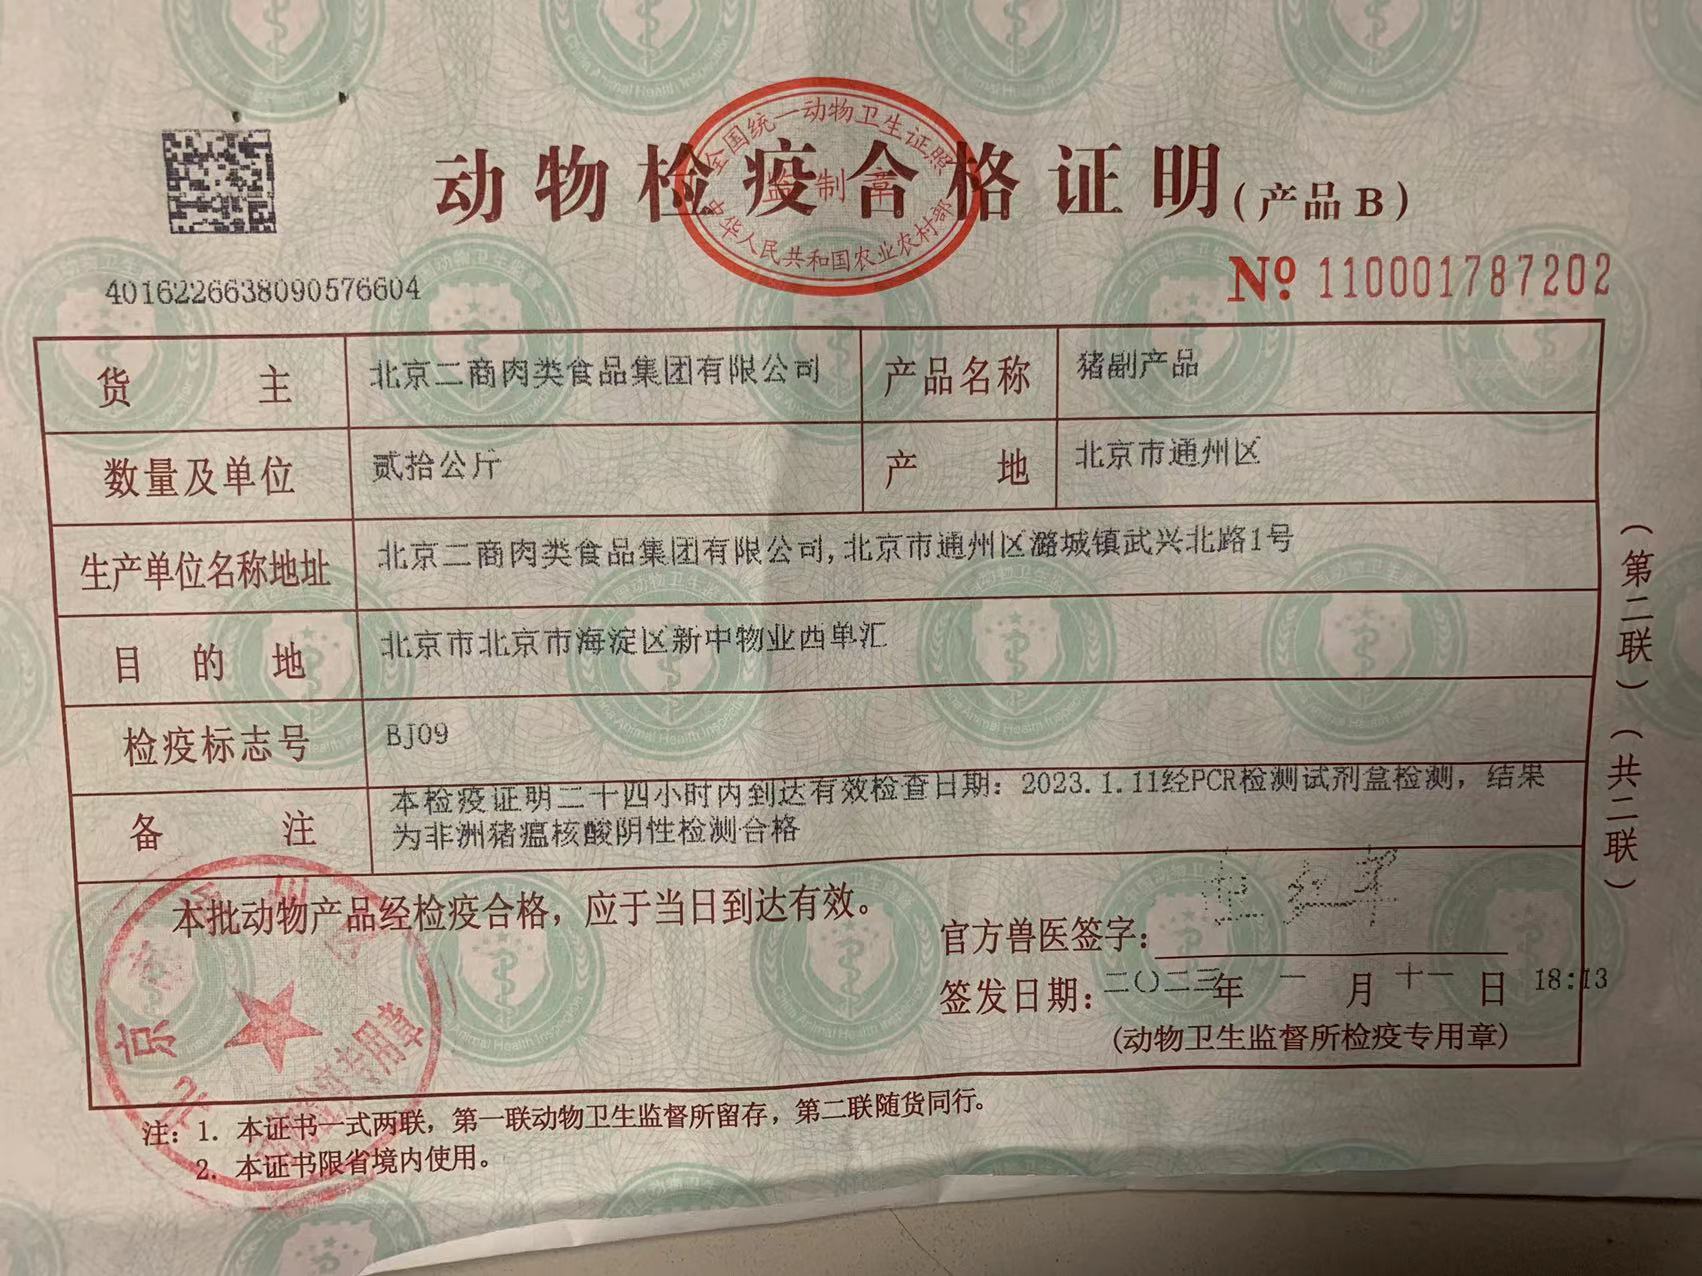 全国统一动物卫生证照
监制章
中华人民共和国农业农村部
动物检疫合格证明(产品B)
4016226638090576604
№ 110001787202
货主 北京二商肉类食品集团有限公司 产品名称 猪副产品
数量及单位 贰拾公斤 产地 北京市通州区
生产单位名称地址 北京二商肉类食品集团有限公司,北京市通州区潞城镇武兴北路1号
目的地 北京市北京市海淀区新中物业西单汇
检疫标志号 BJ09
备注 本检疫证明二十四小时内到达有效检查日期：2023.1.11经PCR检测试剂盒检测，结果
为非洲猪瘟核酸阴性检测合格
本批动物产品经检疫合格，应于当日到达有效。
官方兽医签字：
签发日期：二〇二三年一月十一日 18:13
(动物卫生监督所检疫专用章)
注：1. 本证书一式两联，第一联动物卫生监督所留存，第二联随货同行。
2. 本证书限省境内使用。
（第二联）（共二联）
北京
检疫专用章